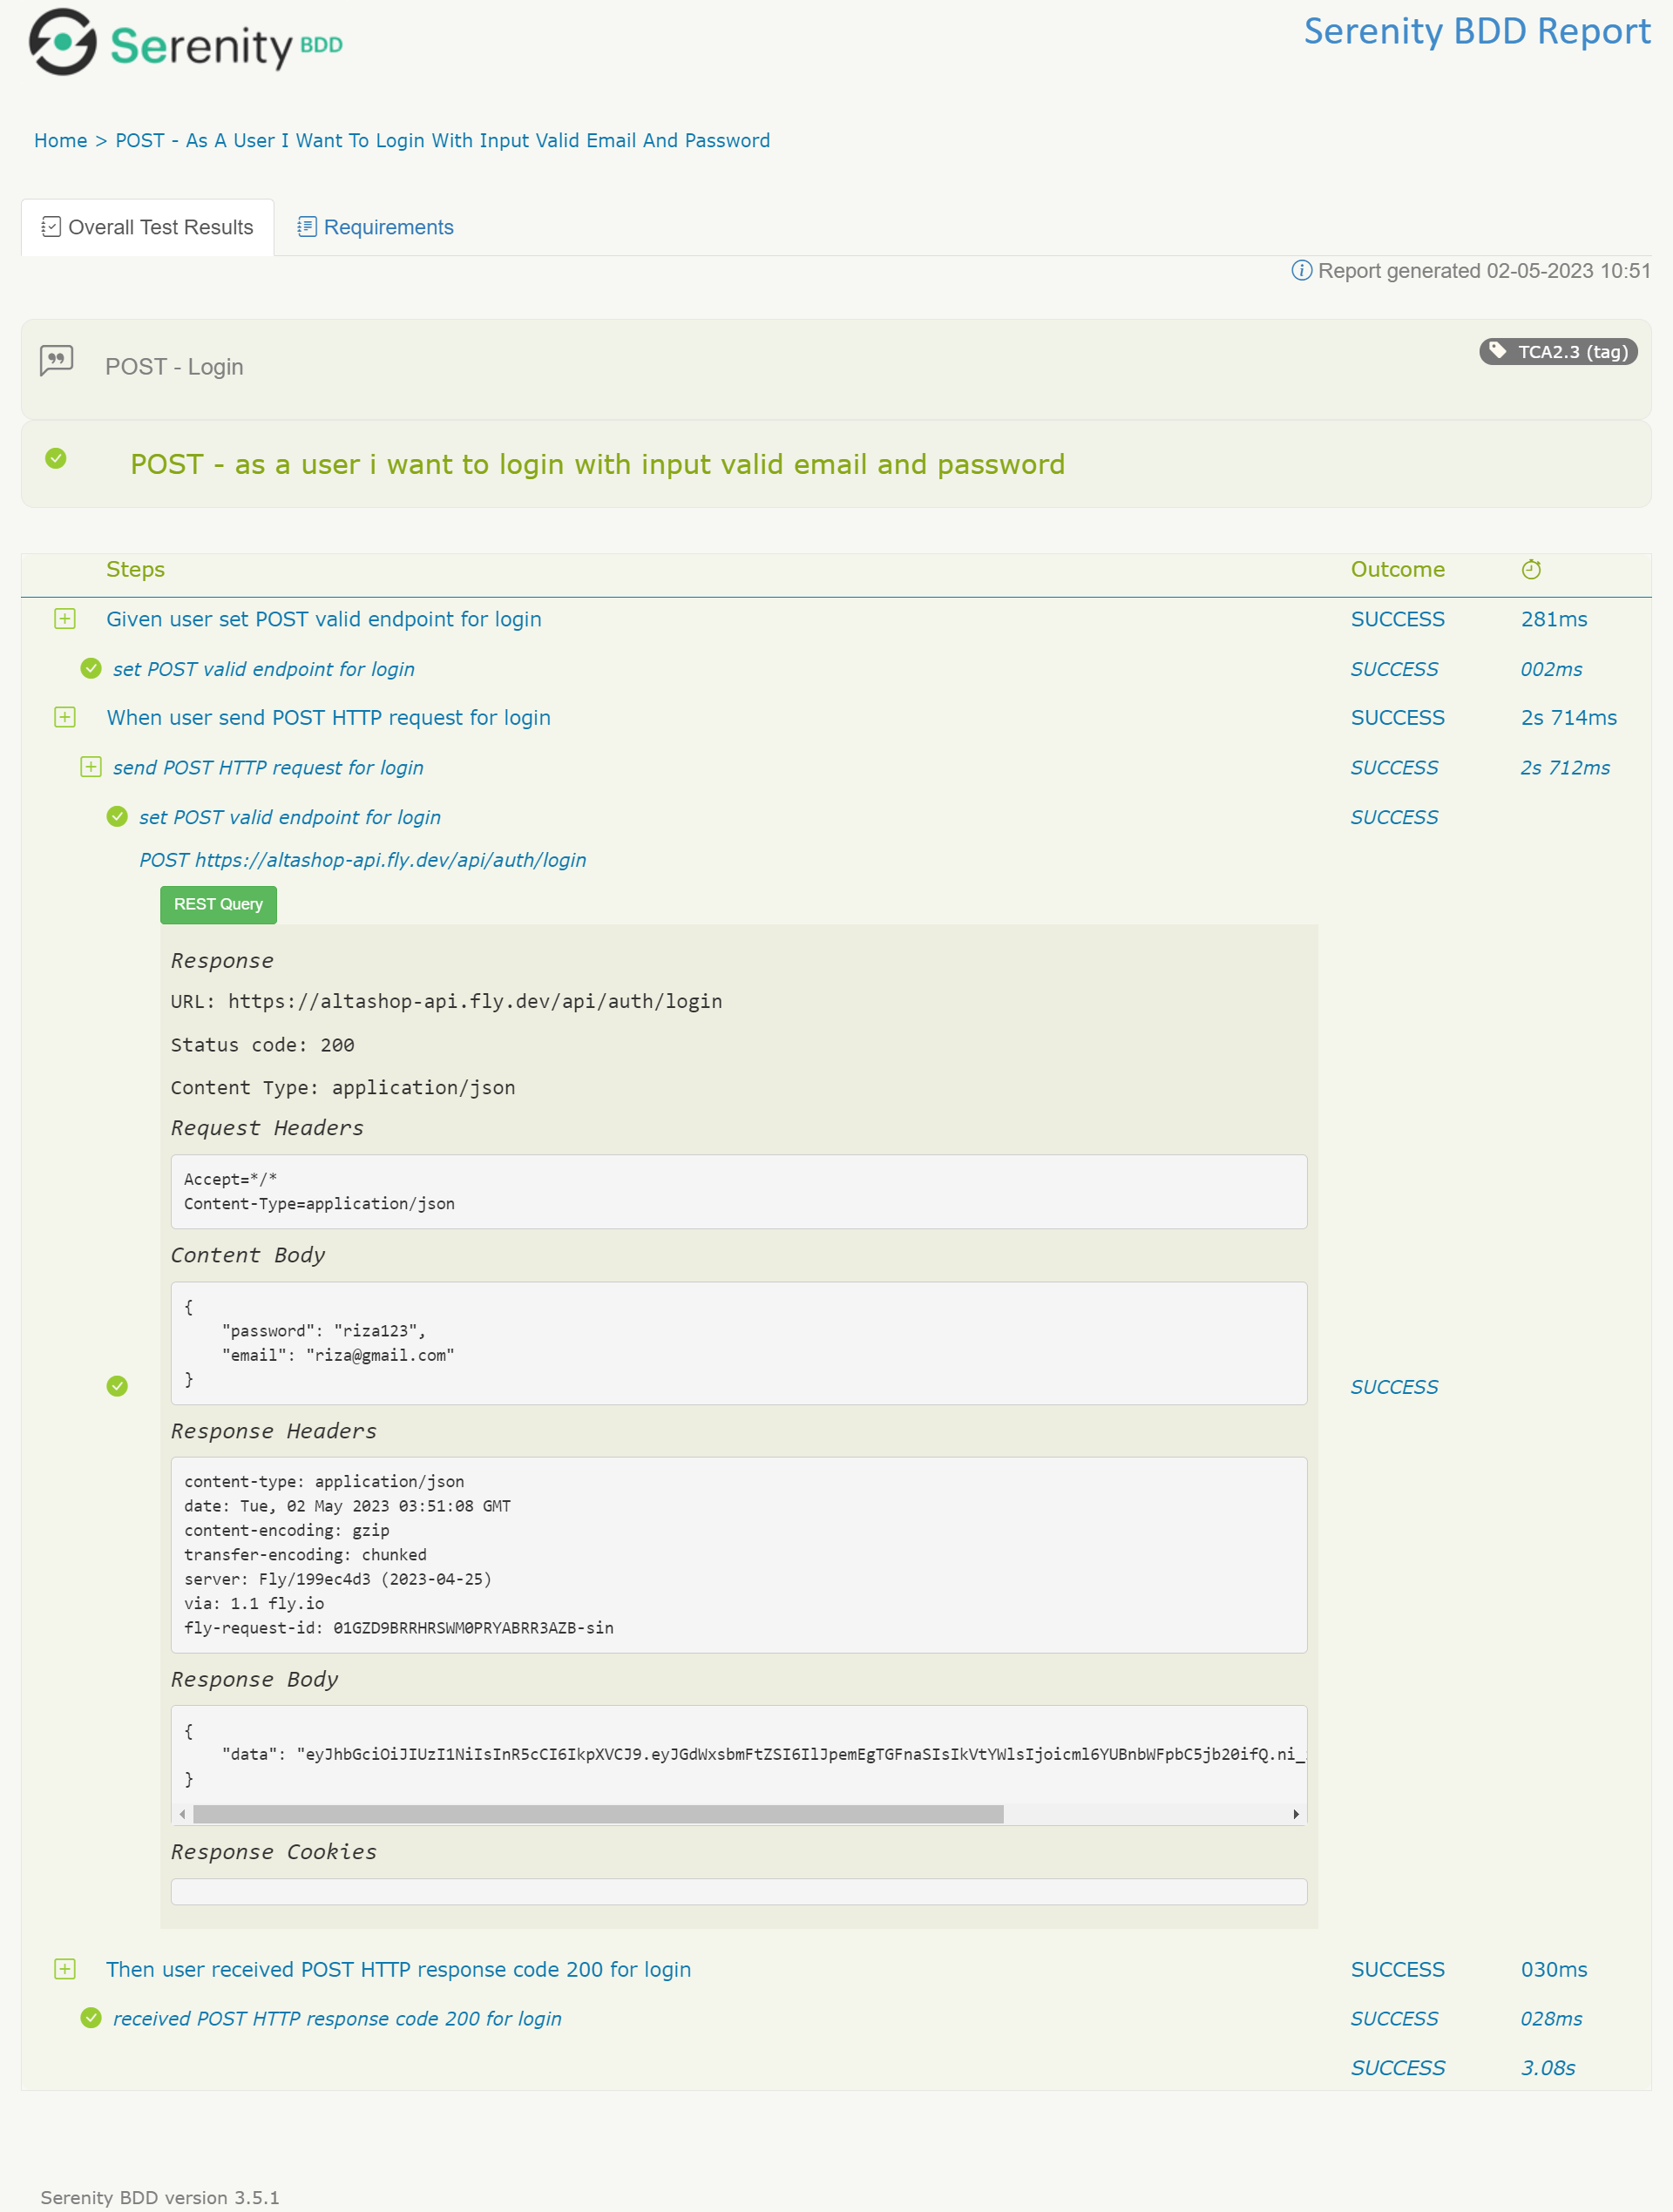 Serenity BDD
Serenity BDD Report
Home > POST - As A User I Want To Login With Input Valid Email And Password
Overall Test Results
Requirements
Report generated 02-05-2023 10:51
POST - Login
TCA2.3 (tag)
POST - as a user i want to login with input valid email and password
Steps Outcome
Given user set POST valid endpoint for login SUCCESS 281ms
set POST valid endpoint for login SUCCESS 002ms
When user send POST HTTP request for login SUCCESS 2s 714ms
send POST HTTP request for login SUCCESS 2s 712ms
set POST valid endpoint for login SUCCESS
POST https://altashop-api.fly.dev/api/auth/login
REST Query
Response
URL: https://altashop-api.fly.dev/api/auth/login
Status code: 200
Content Type: application/json
Request Headers
Accept=*/*
Content-Type=application/json
Content Body
{
"password": "riza123",
"email": "riza@gmail.com"
}
SUCCESS
Response Headers
content-type: application/json
date: Tue, 02 May 2023 03:51:08 GMT
content-encoding: gzip
transfer-encoding: chunked
server: Fly/199ec4d3 (2023-04-25)
via: 1.1 fly.io
fly-request-id: 01GZD9BRRHRSWM0PRYABRR3AZB-sin
Response Body
{
"data": "eyJhbGciOiJIUzI1NiIsInR5cCI6IkpXVCJ9.eyJGdWxsbmFtZSI6IlJpemEgTGFnaSIsIkVtYWlsIjoicml6YUBnbWFpbC5jb20ifQ.ni_
}
Response Cookies
Then user received POST HTTP response code 200 for login SUCCESS 030ms
received POST HTTP response code 200 for login SUCCESS 028ms
SUCCESS 3.08s
Serenity BDD version 3.5.1